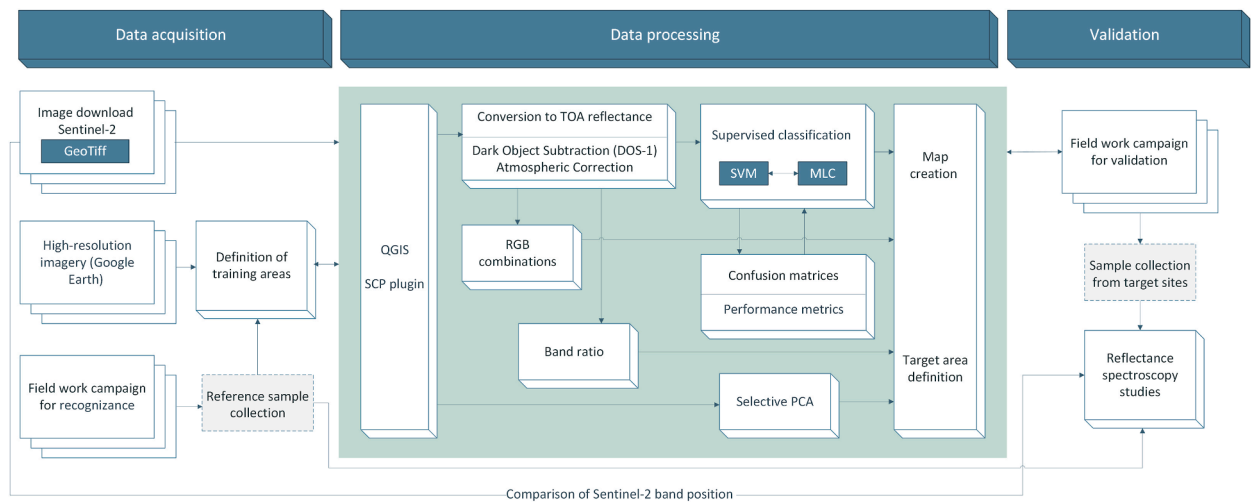 Data acquisition
Data processing
Validation
Image download
Sentinel-2
GeoTiff
High-resolution
imagery (Google
Earth)
Definition of
training areas
Field work campaign
for recognizance
Reference sample
collection
QGIS
SCP plugin
Conversion to TOA reflectance
Dark Object Subtraction (DOS-1)
Atmospheric Correction
RGB
combinations
Band ratio
Supervised classification
SVM
MLC
Confusion matrices
Performance metrics
Selective PCA
Map
creation
Target area
definition
Field work campaign
for validation
Sample collection
from target sites
Reflectance
spectroscopy
studies
Comparison of Sentinel-2 band position